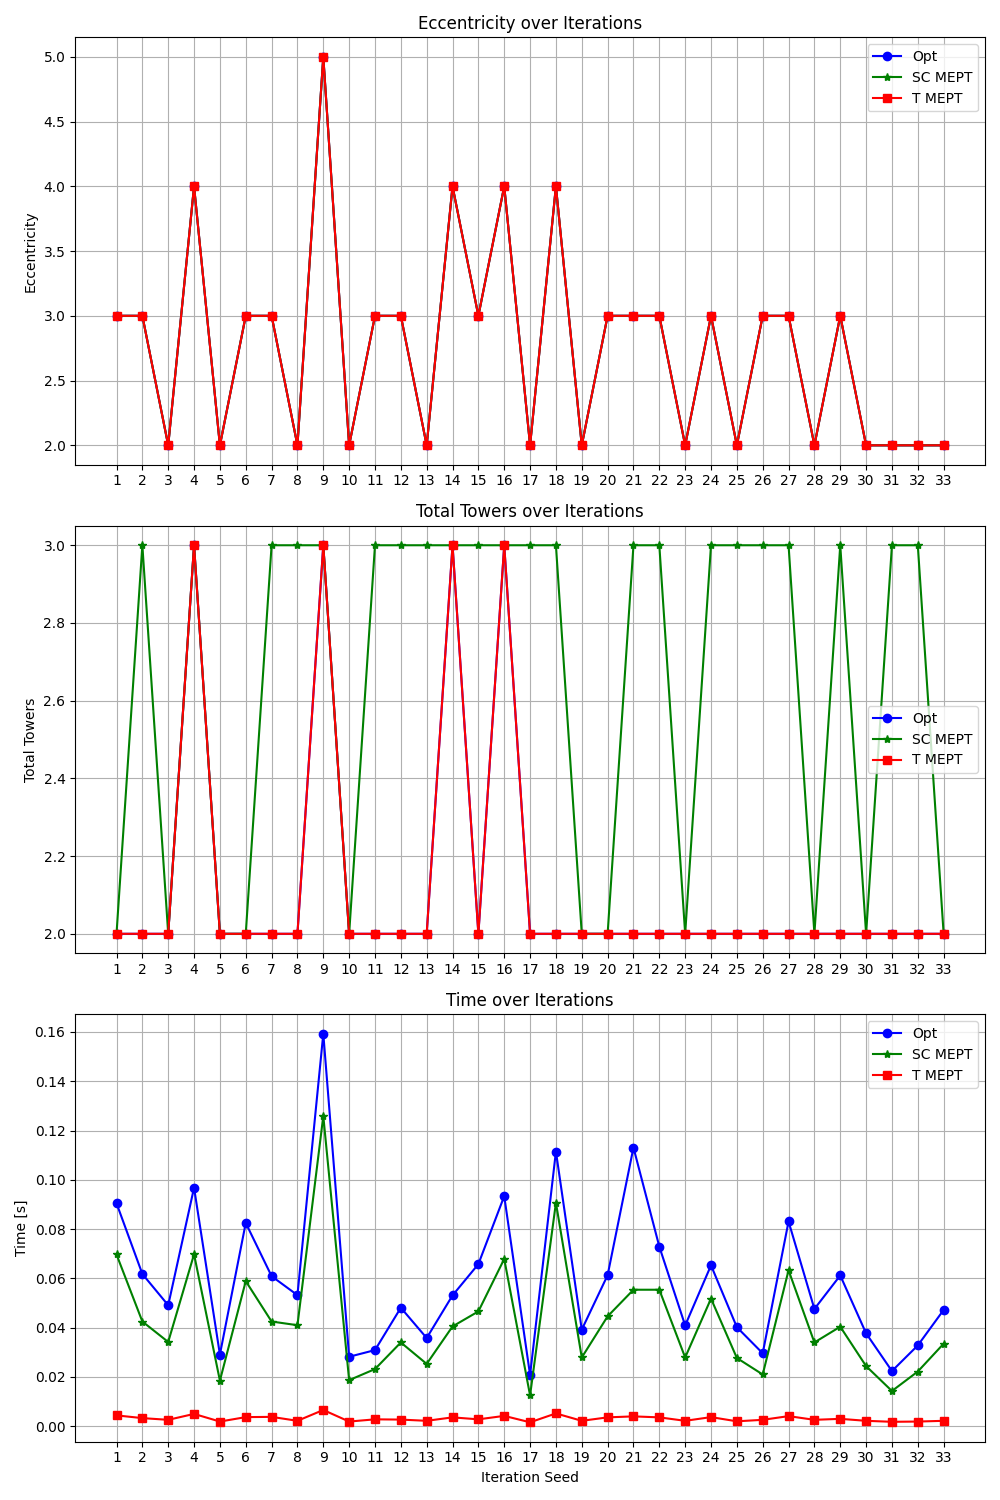 Eccentricity over Iterations
5.0
4.5
4.0
3.5
3.0
2.5
2.0
Eccentricity
Opt
SC MEPT
T MEPT
1 2 3 4 5 6 7 8 9 10 11 12 13 14 15 16 17 18 19 20 21 22 23 24 25 26 27 28 29 30 31 32 33
Total Towers over Iterations
3.0
2.8
2.6
2.4
2.2
2.0
Total Towers
Opt
SC MEPT
T MEPT
1 2 3 4 5 6 7 8 9 10 11 12 13 14 15 16 17 18 19 20 21 22 23 24 25 26 27 28 29 30 31 32 33
Time over Iterations
0.16
0.14
0.12
0.10
0.08
0.06
0.04
0.02
0.00
Time [s]
Opt
SC MEPT
T MEPT
1 2 3 4 5 6 7 8 9 10 11 12 13 14 15 16 17 18 19 20 21 22 23 24 25 26 27 28 29 30 31 32 33
Iteration Seed